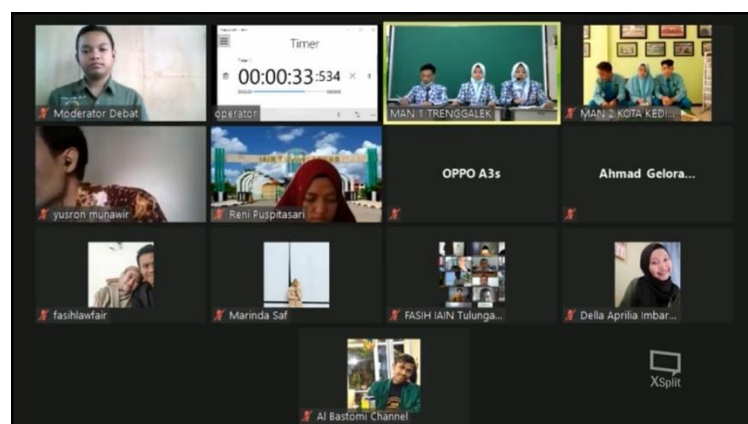 Moderator Debat
Timer
00:00:33:534
operator
MAN 1 TRENGGALEK
MAN 2 KOTA KEDI...
yusron munawir
Reni Puspitasari
OPPO A3s
Ahmad Gelora...
fasihlawfair
Marinda Saf
FASIH IAIN Tulunga...
Della Aprilia Imbar...
Al Bastomi Channel
XSplit